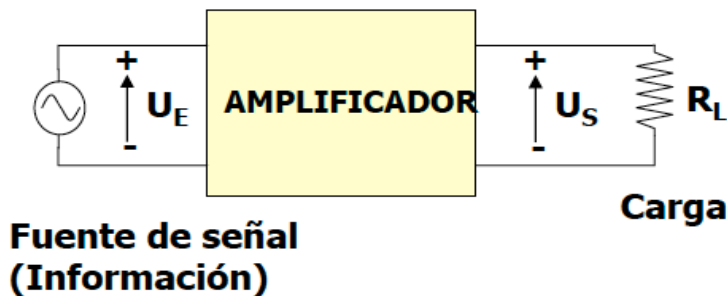 +
U_E
-
AMPLIFICADOR
+
U_S
-
R_L
Carga
Fuente de señal
(Información)